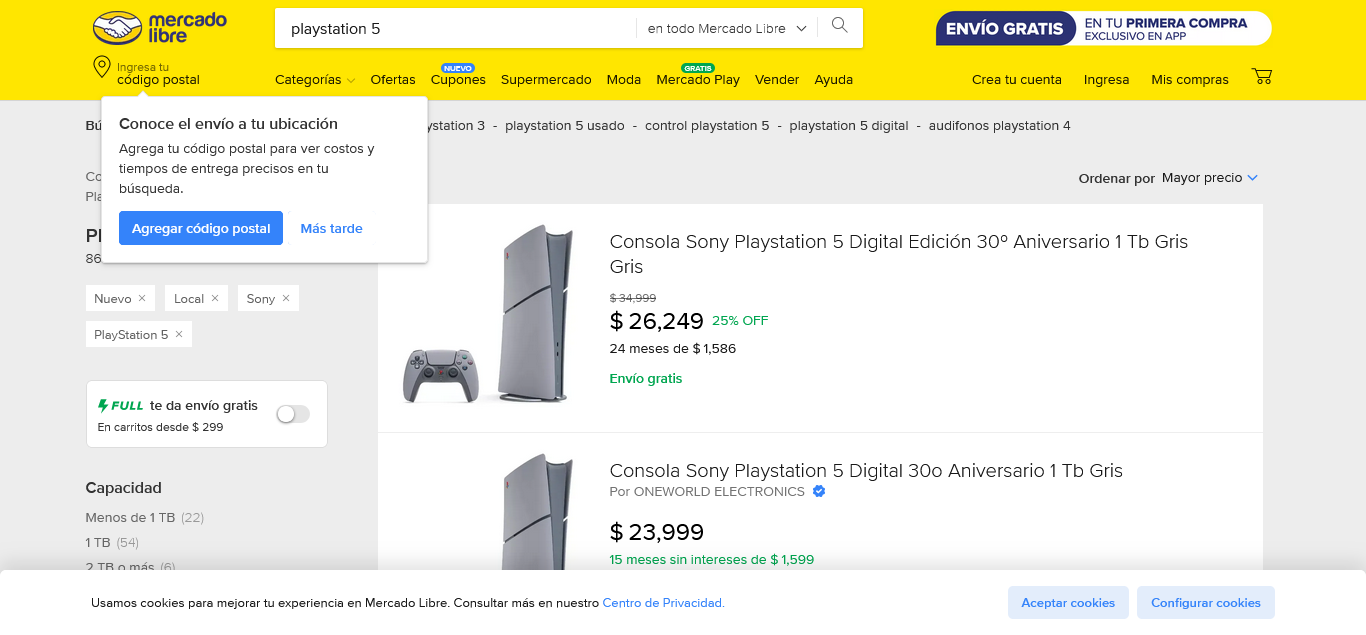 mercado
libre
playstation 5
en todo Mercado Libre
ENVÍO GRATIS
EN TU PRIMERA COMPRA
EXCLUSIVO EN APP
Ingresa tu
código postal
NUEVO
GRATIS
Categorías Ofertas Cupones Supermercado Moda Mercado Play Vender Ayuda
Crea tu cuenta Ingresa Mis compras
Conoce el envío a tu ubicación
Agrega tu código postal para ver costos y
tiempos de entrega precisos en tu
búsqueda.
Agregar código postal Más tarde
3 - playstation 5 usado - control playstation 5 - playstation 5 digital - audifonos playstation 4
Ordenar por Mayor precio
Nuevo × Local × Sony ×
PlayStation 5 ×
FULL te da envío gratis
En carritos desde $ 299
Capacidad
Menos de 1 TB (22)
1 TB (54)
2 TB o más (6)
Consola Sony Playstation 5 Digital Edición 30º Aniversario 1 Tb Gris
Gris
$ 34,999
$ 26,249 25% OFF
24 meses de $ 1,586
Envío gratis
Consola Sony Playstation 5 Digital 30o Aniversario 1 Tb Gris
Por ONEWORLD ELECTRONICS
$ 23,999
15 meses sin intereses de $ 1,599
Usamos cookies para mejorar tu experiencia en Mercado Libre. Consultar más en nuestro Centro de Privacidad.
Aceptar cookies
Configurar cookies